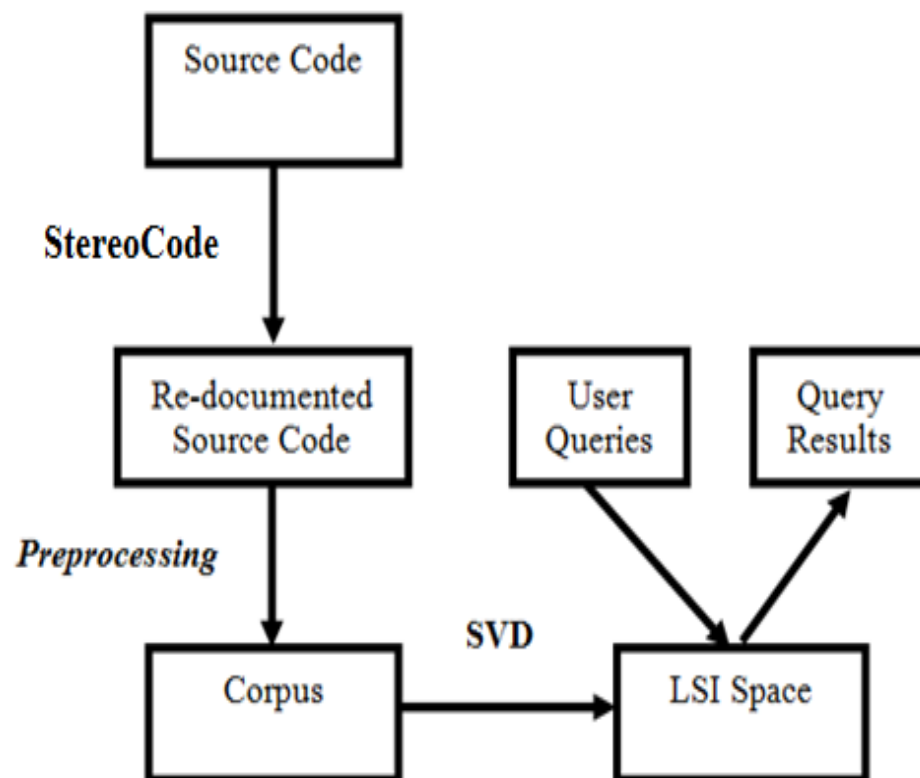 Source Code
StereoCode
Re-documented
Source Code
User
Queries
Query
Results
Preprocessing
SVD
Corpus
LSI Space